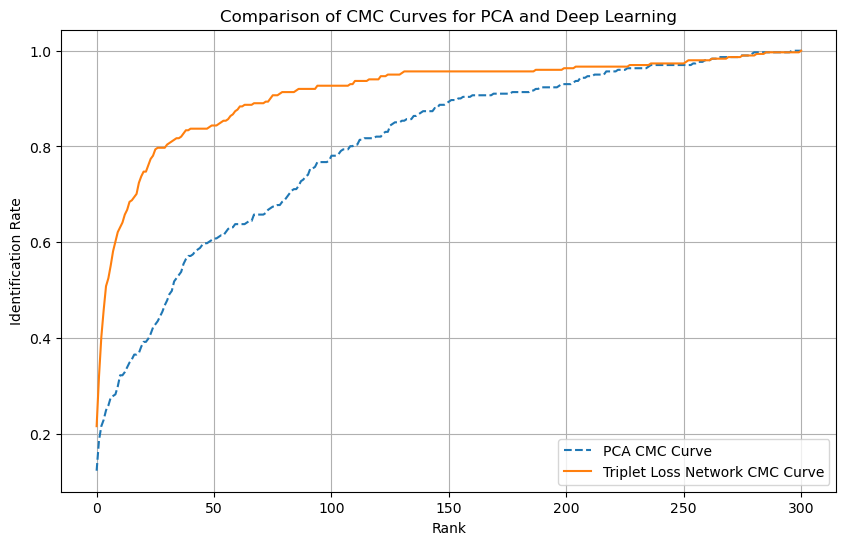 Comparison of CMC Curves for PCA and Deep Learning
Identification Rate
1.0
0.8
0.6
0.4
0.2
0
50
100
150
200
250
300
Rank
PCA CMC Curve
Triplet Loss Network CMC Curve